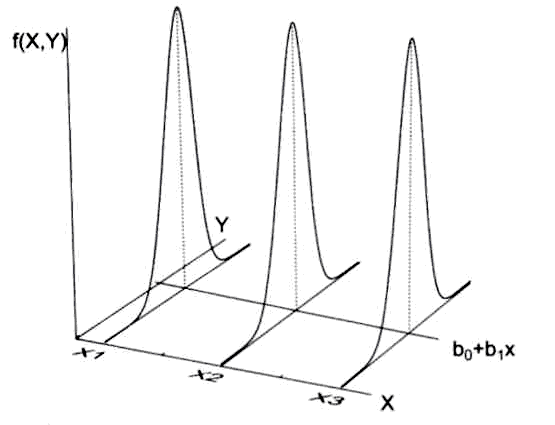 f(X,Y)
Y
b₀+b₁x
X1
X2
X3
X